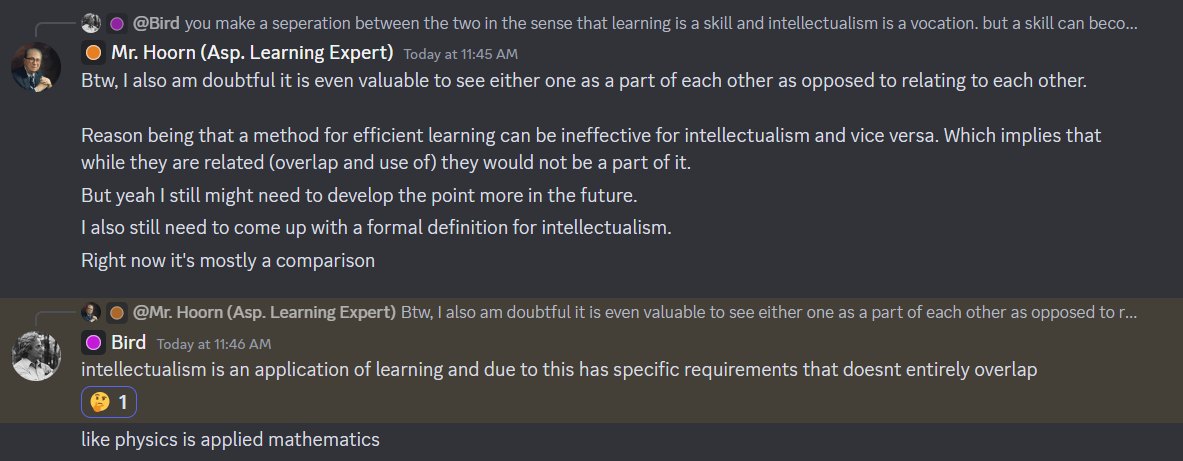 @Bird you make a seperation between the two in the sense that learning is a skill and intellectualism is a vocation. but a skill can beco...
Mr. Hoorn (Asp. Learning Expert) Today at 11:45 AM
Btw, I also am doubtful it is even valuable to see either one as a part of each other as opposed to relating to each other.
Reason being that a method for efficient learning can be ineffective for intellectualism and vice versa. Which implies that
while they are related (overlap and use of) they would not be a part of it.
But yeah I still might need to develop the point more in the future.
I also still need to come up with a formal definition for intellectualism.
Right now it's mostly a comparison
@Mr. Hoorn (Asp. Learning Expert) Btw, I also am doubtful it is even valuable to see either one as a part of each other as opposed to r...
Bird Today at 11:46 AM
intellectualism is an application of learning and due to this has specific requirements that doesnt entirely overlap
1
like physics is applied mathematics